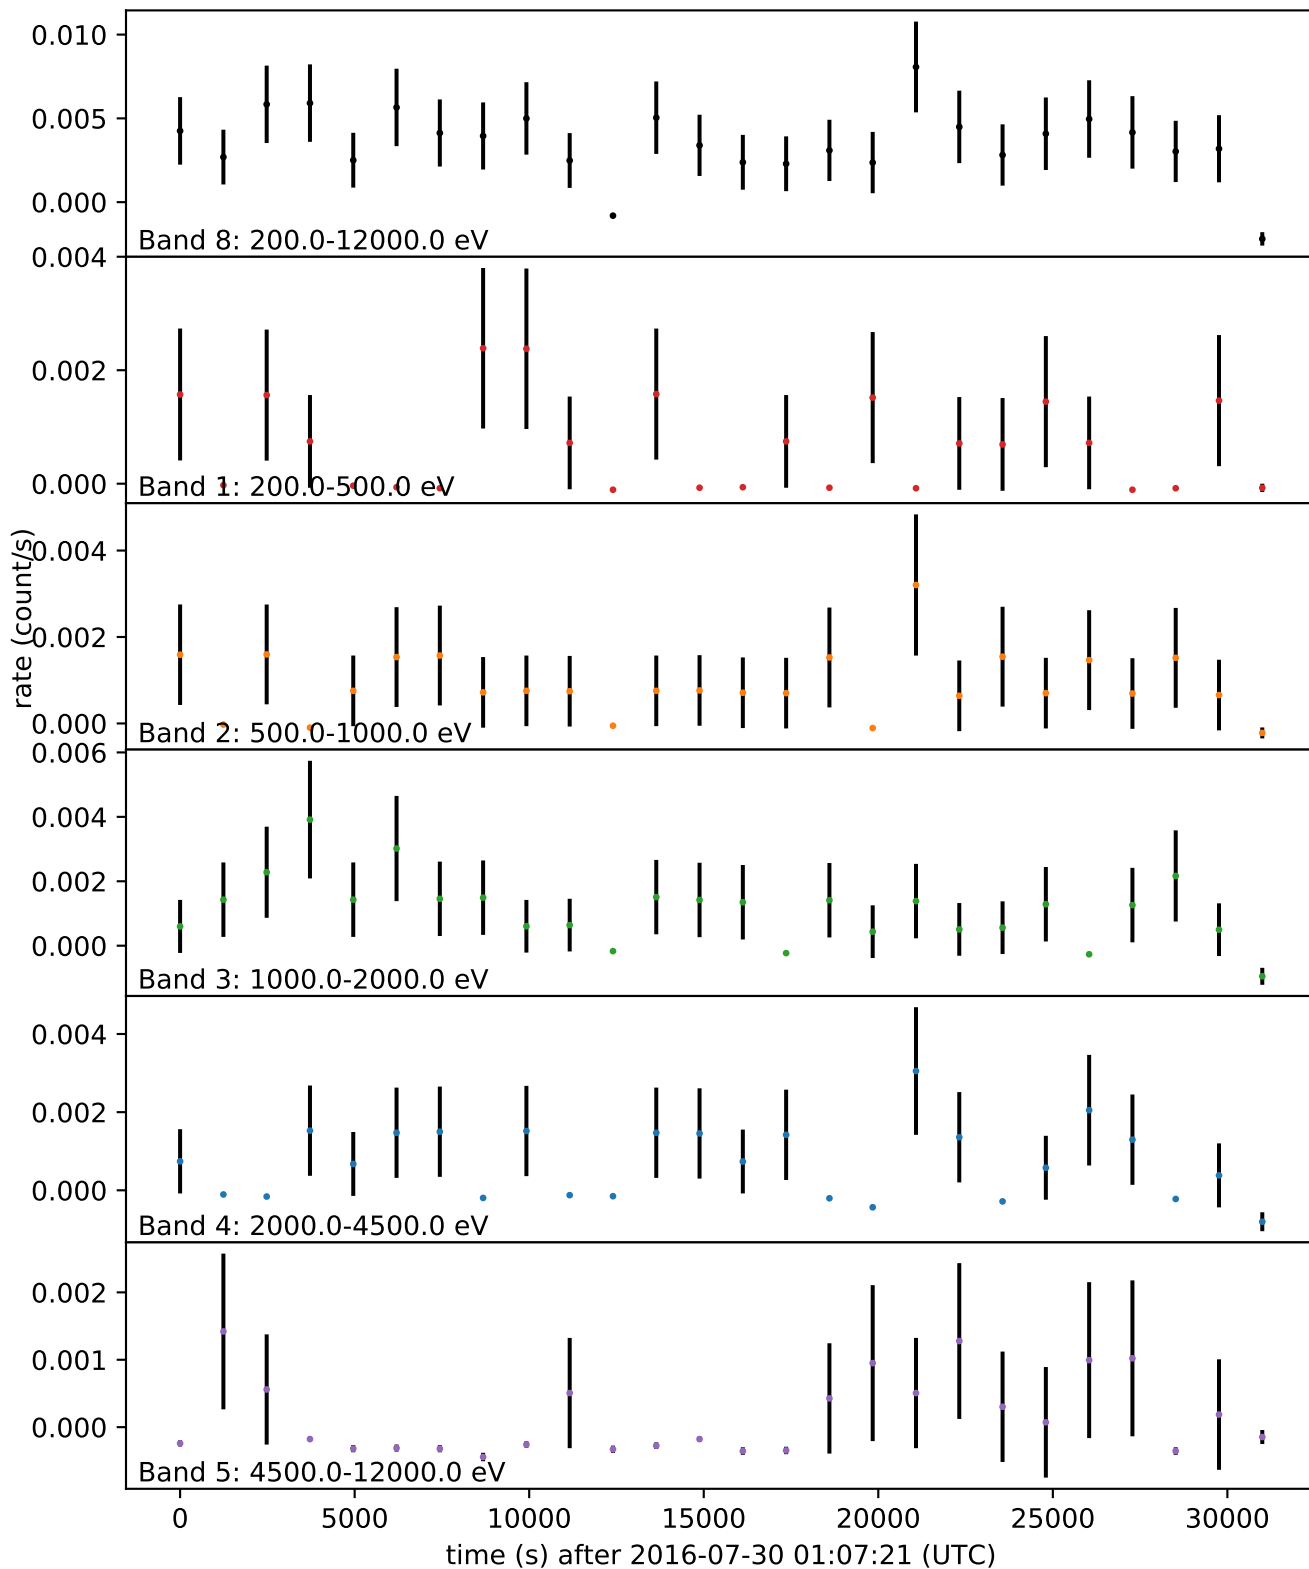 0.010
0.005
0.000
Band 8: 200.0-12000.0 eV
0.004
0.002
0.000
Band 1: 200.0-500.0 eV
rate (count/s)
0.004
0.002
0.000
Band 2: 500.0-1000.0 eV
0.006
0.004
0.002
0.000
Band 3: 1000.0-2000.0 eV
0.004
0.002
0.000
Band 4: 2000.0-4500.0 eV
0.002
0.001
0.000
Band 5: 4500.0-12000.0 eV
0 5000 10000 15000 20000 25000 30000
time (s) after 2016-07-30 01:07:21 (UTC)